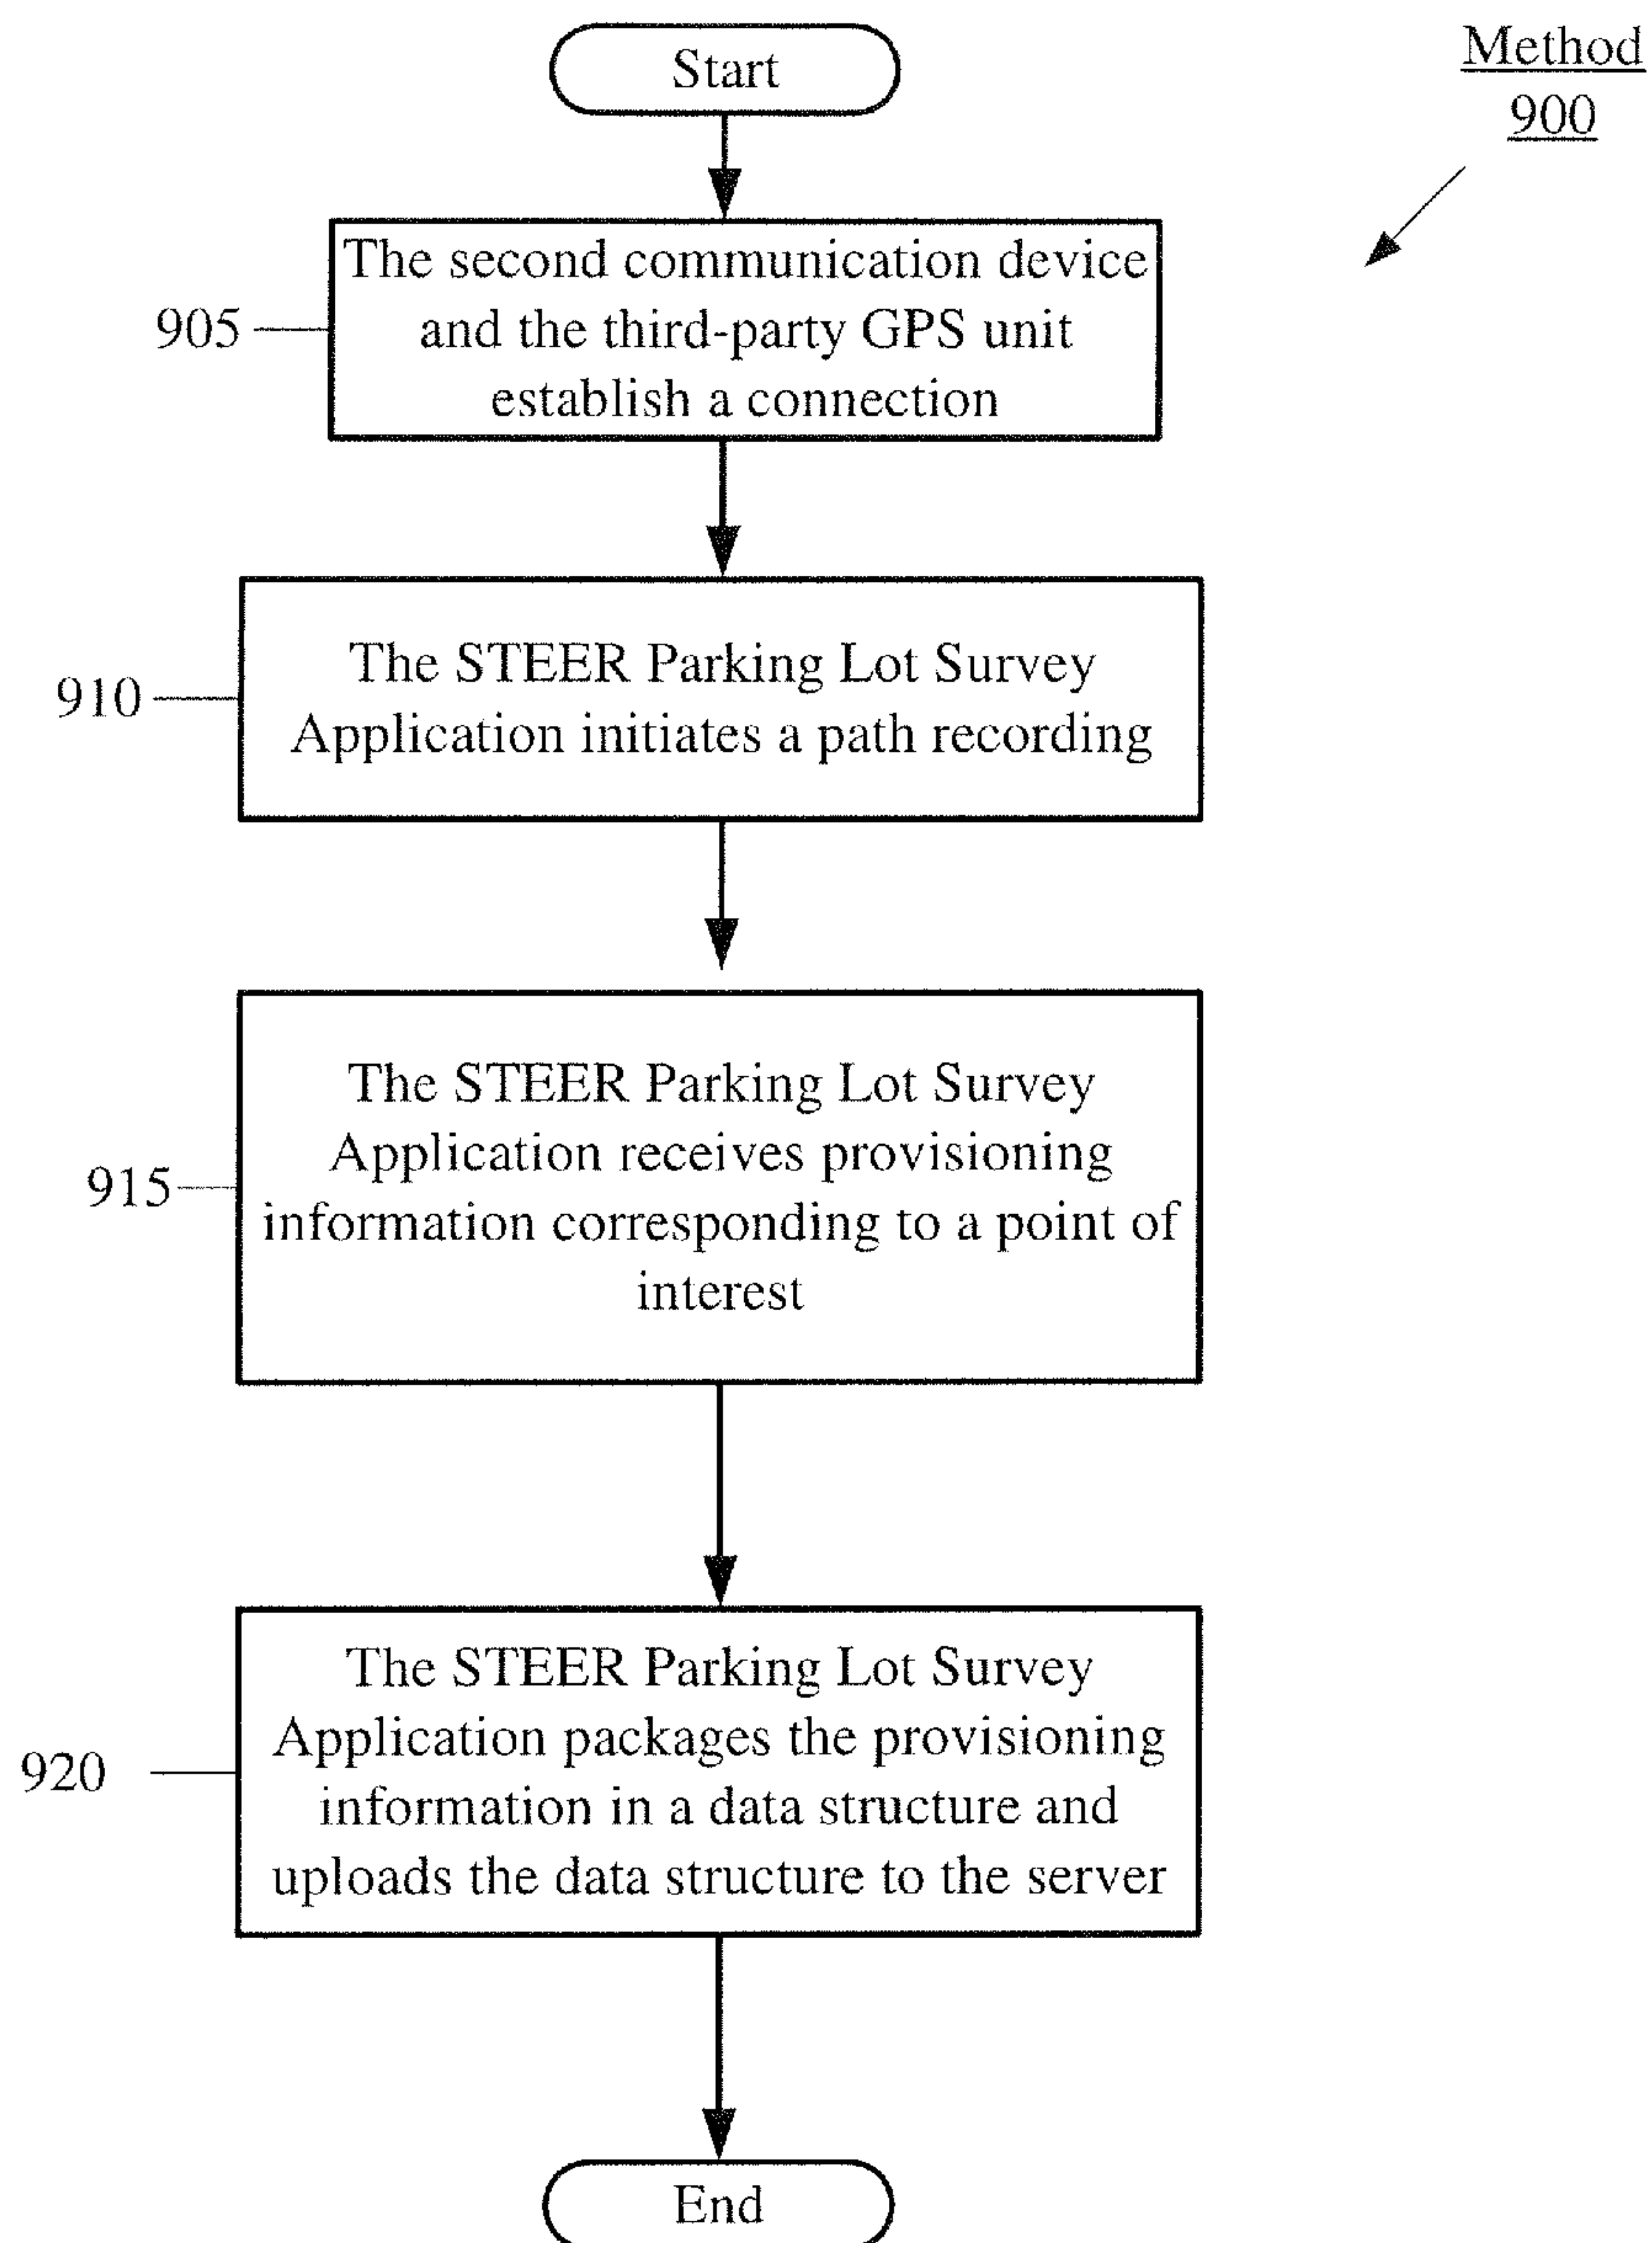 Start
Method
900
The second communication device
and the third-party GPS unit
establish a connection
905
The STEER Parking Lot Survey
Application initiates a path recording
910
The STEER Parking Lot Survey
Application receives provisioning
information corresponding to a point of
interest
915
The STEER Parking Lot Survey
Application packages the provisioning
information in a data structure and
uploads the data structure to the server
920
End